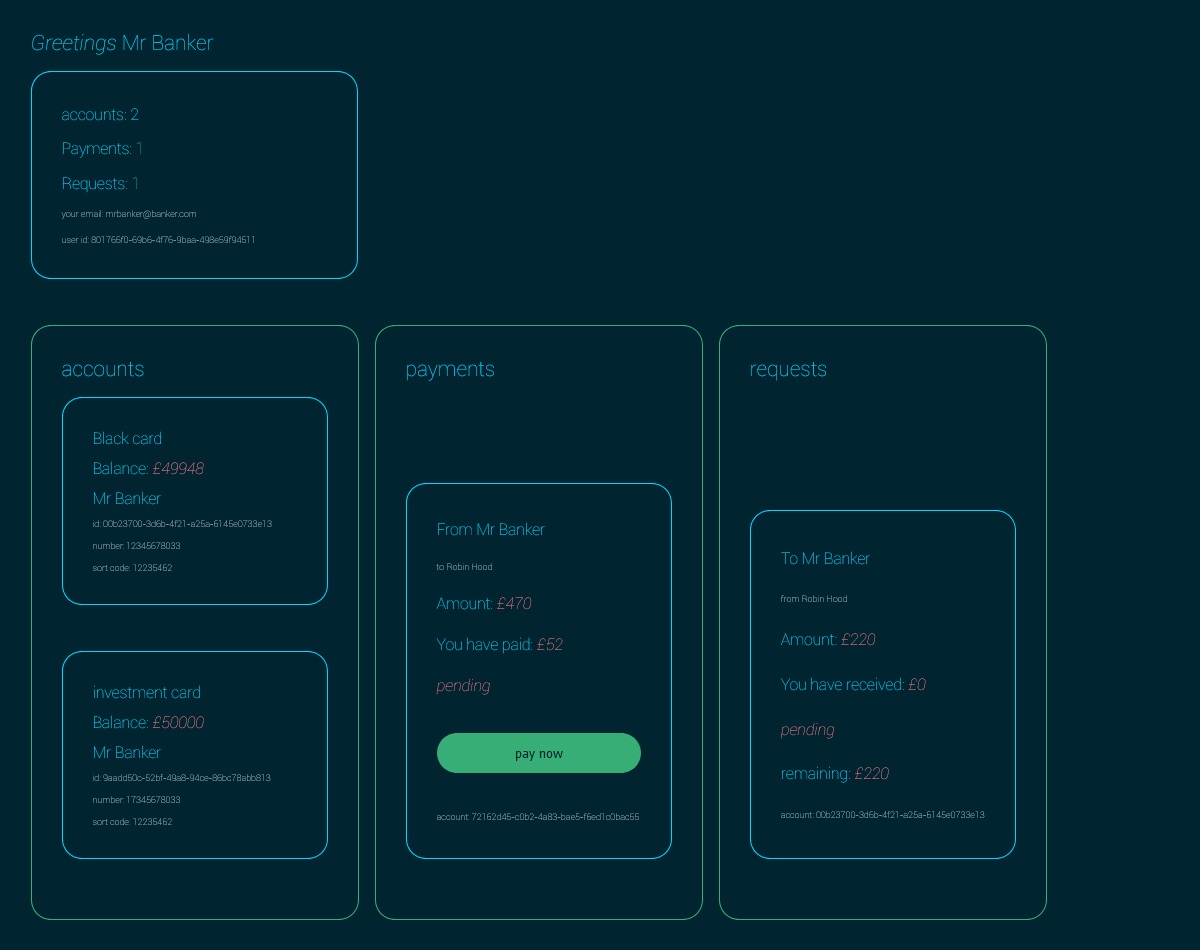 Greetings Mr Banker
accounts: 2
Payments: 1
Requests: 1
your email: mrbanker@banker.com
user id: 801765f0-69b6-4f76-9baa-498e59f94511
accounts
Black card
Balance: £49948
Mr Banker
id: 00b23700-3d6b-4f21-a25a-6145e0733e13
number: 12345678033
sort code: 12235462
investment card
Balance: £50000
Mr Banker
id: 9aadd50c-52bf-49a8-94ce-86bc78abb813
number: 17345678033
sort code: 12235462
payments
From Mr Banker
to Robin Hood
Amount: £470
You have paid: £52
pending
pay now
account: 72162d45-c0b2-4a83-bae5-f6ed1c0bac55
requests
To Mr Banker
from Robin Hood
Amount: £220
You have received: £0
pending
remaining: £220
account: 00b23700-3d6b-4f21-a25a-6145e0733e13